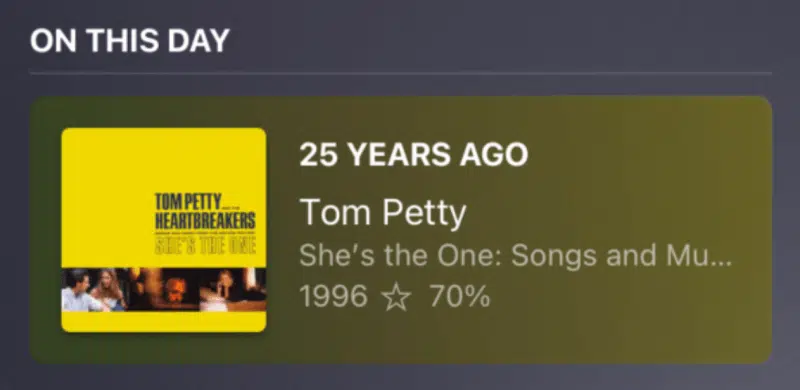 ON THIS DAY
25 YEARS AGO
Tom Petty
She’s the One: Songs and Mu...
1996 ☆ 70%
TOM PETTY AND THE
HEARTBREAKERS
SHE'S THE ONE